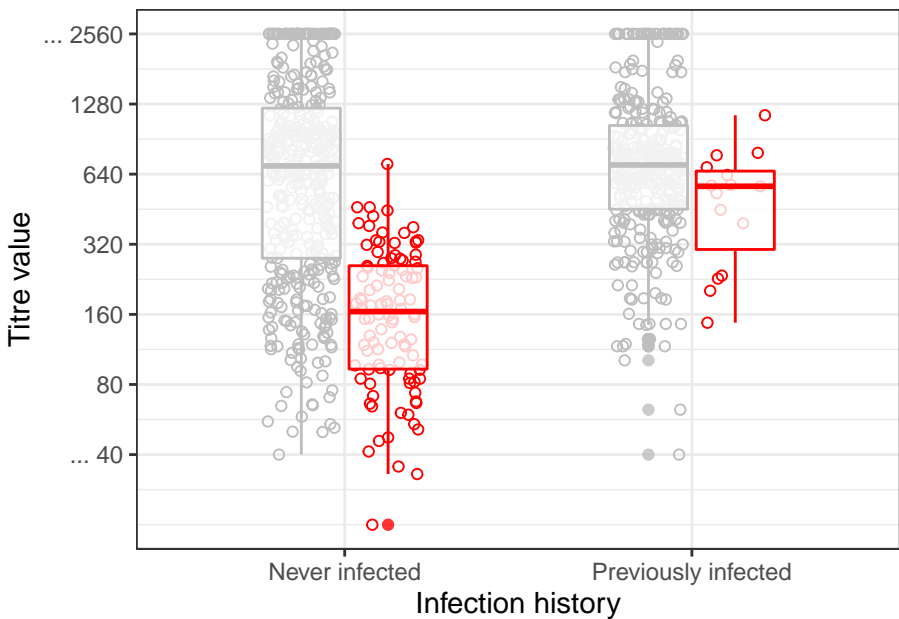 ... 2560
1280
640
320
160
80
... 40
Titre value
Never infected
Previously infected
Infection history